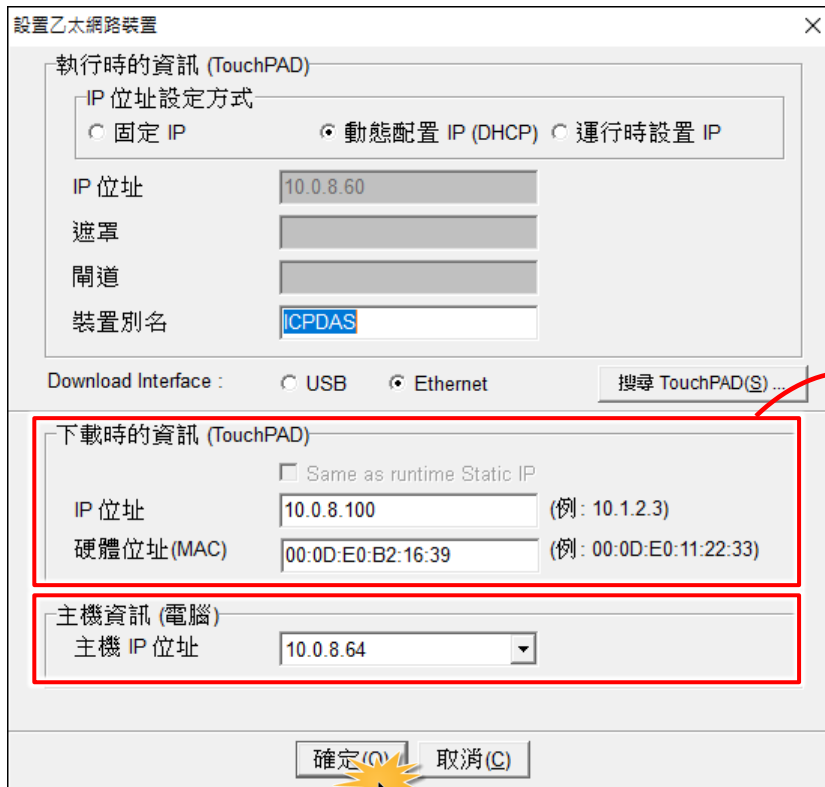 設置乙太網路裝置
執行時的資訊 (TouchPAD)
IP 位址設定方式
固定 IP 動態配置 IP (DHCP) 運行時設置 IP
IP 位址 10.0.8.60
遮罩
閘道
裝置別名 ICPDAS
Download Interface : USB Ethernet 搜尋 TouchPAD(S) ...
下載時的資訊 (TouchPAD)
Same as runtime Static IP
IP 位址 10.0.8.100 (例 : 10.1.2.3)
硬體位址(MAC) 00:0D:E0:B2:16:39 (例 : 00:0D:E0:11:22:33)
主機資訊 (電腦)
主機 IP 位址 10.0.8.64
確定(O) 取消(C)